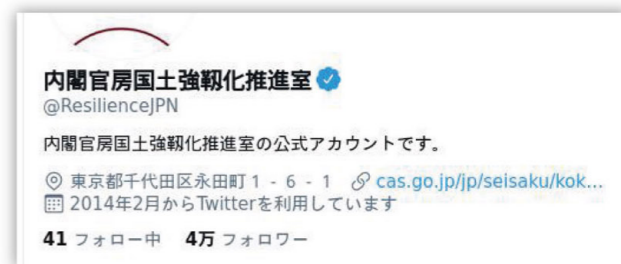 内閣官房国土強靱化推進室
@ResilienceJPN
内閣官房国土強靱化推進室の公式アカウントです。
東京都千代田区永田町1-6-1 cas.go.jp/jp/seisaku/kok...
2014年2月からTwitterを利用しています
41 フォロー中 4万 フォロワー